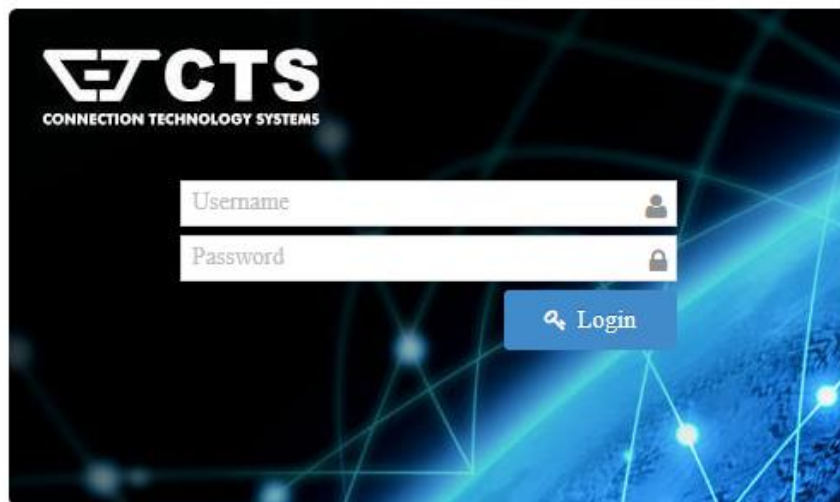 CTS
CONNECTION TECHNOLOGY SYSTEMS
Username
Password
Login